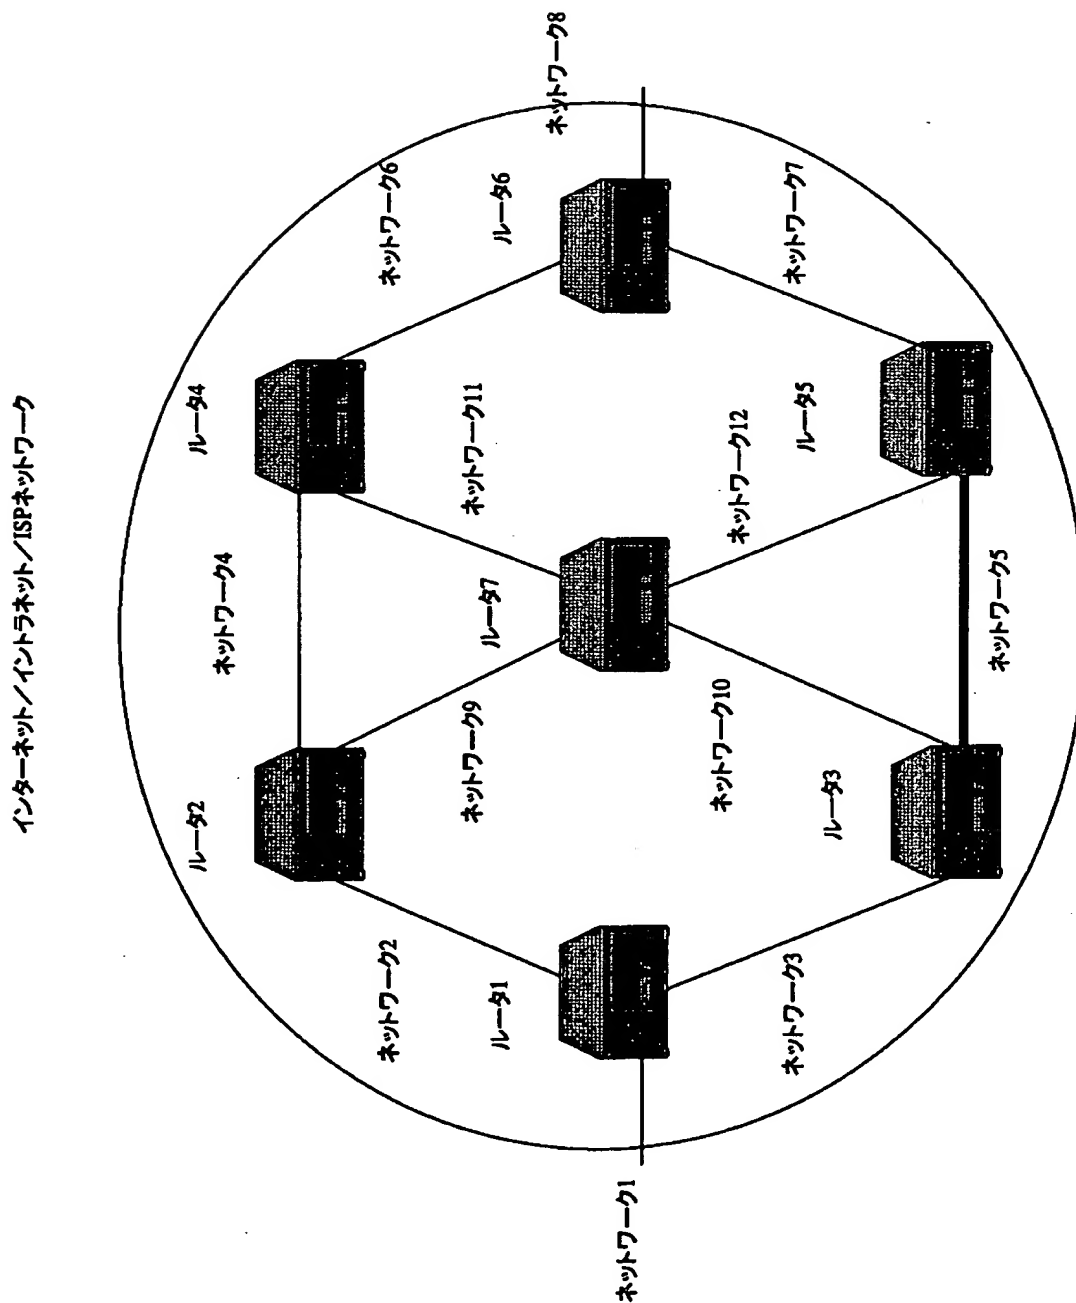 インターネット／イントラネット／ISPネットワーク
ルータ2
ネットワーク4
ルータ4
ネットワーク2
ネットワーク6
ネットワーク9
ネットワーク11
ルータ1
ルータ7
ルータ6
ネットワーク8
ネットワーク1
ネットワーク10
ネットワーク12
ネットワーク3
ネットワーク7
ルータ3
ルータ5
ネットワーク5